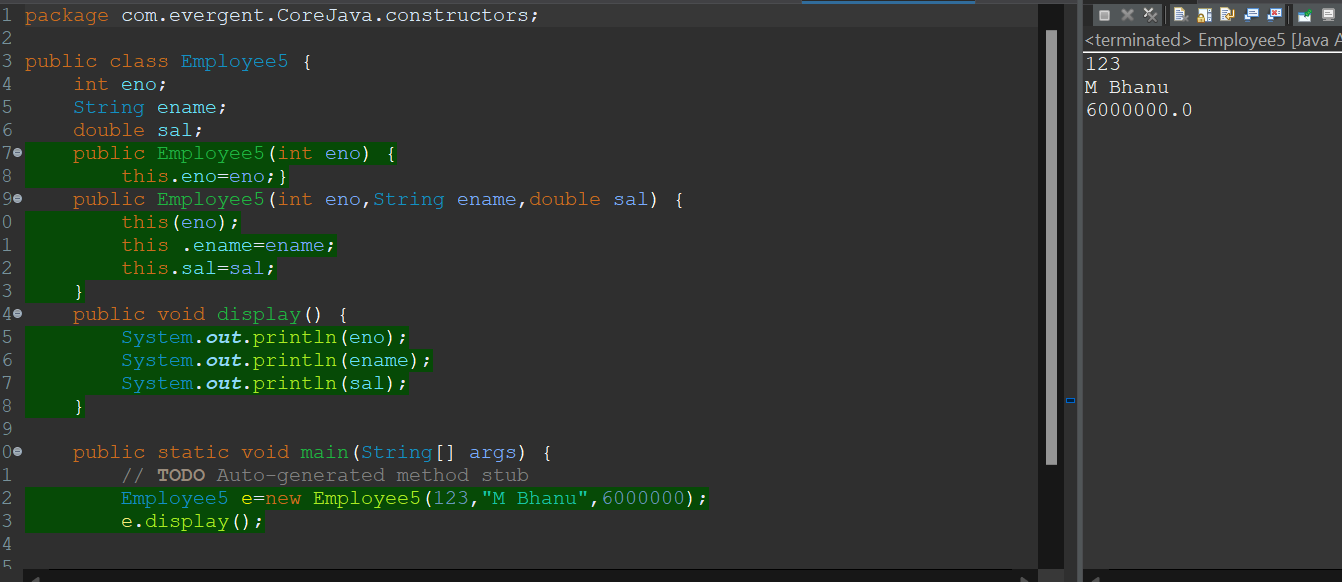 1 package com.evergent.CoreJava.constructors;
2
3 public class Employee5 {
4 int eno;
5 String ename;
6 double sal;
7 public Employee5(int eno) {
8 this.eno=eno;}
9 public Employee5(int eno,String ename,double sal) {
0 this(eno);
1 this .ename=ename;
2 this.sal=sal;
3 }
4 public void display() {
5 System.out.println(eno);
6 System.out.println(ename);
7 System.out.println(sal);
8 }
9
0 public static void main(String[] args) {
1 // TODO Auto-generated method stub
2 Employee5 e=new Employee5(123,"M Bhanu",6000000);
3 e.display();
4
5
<terminated> Employee5 [Java A
123
M Bhanu
6000000.0